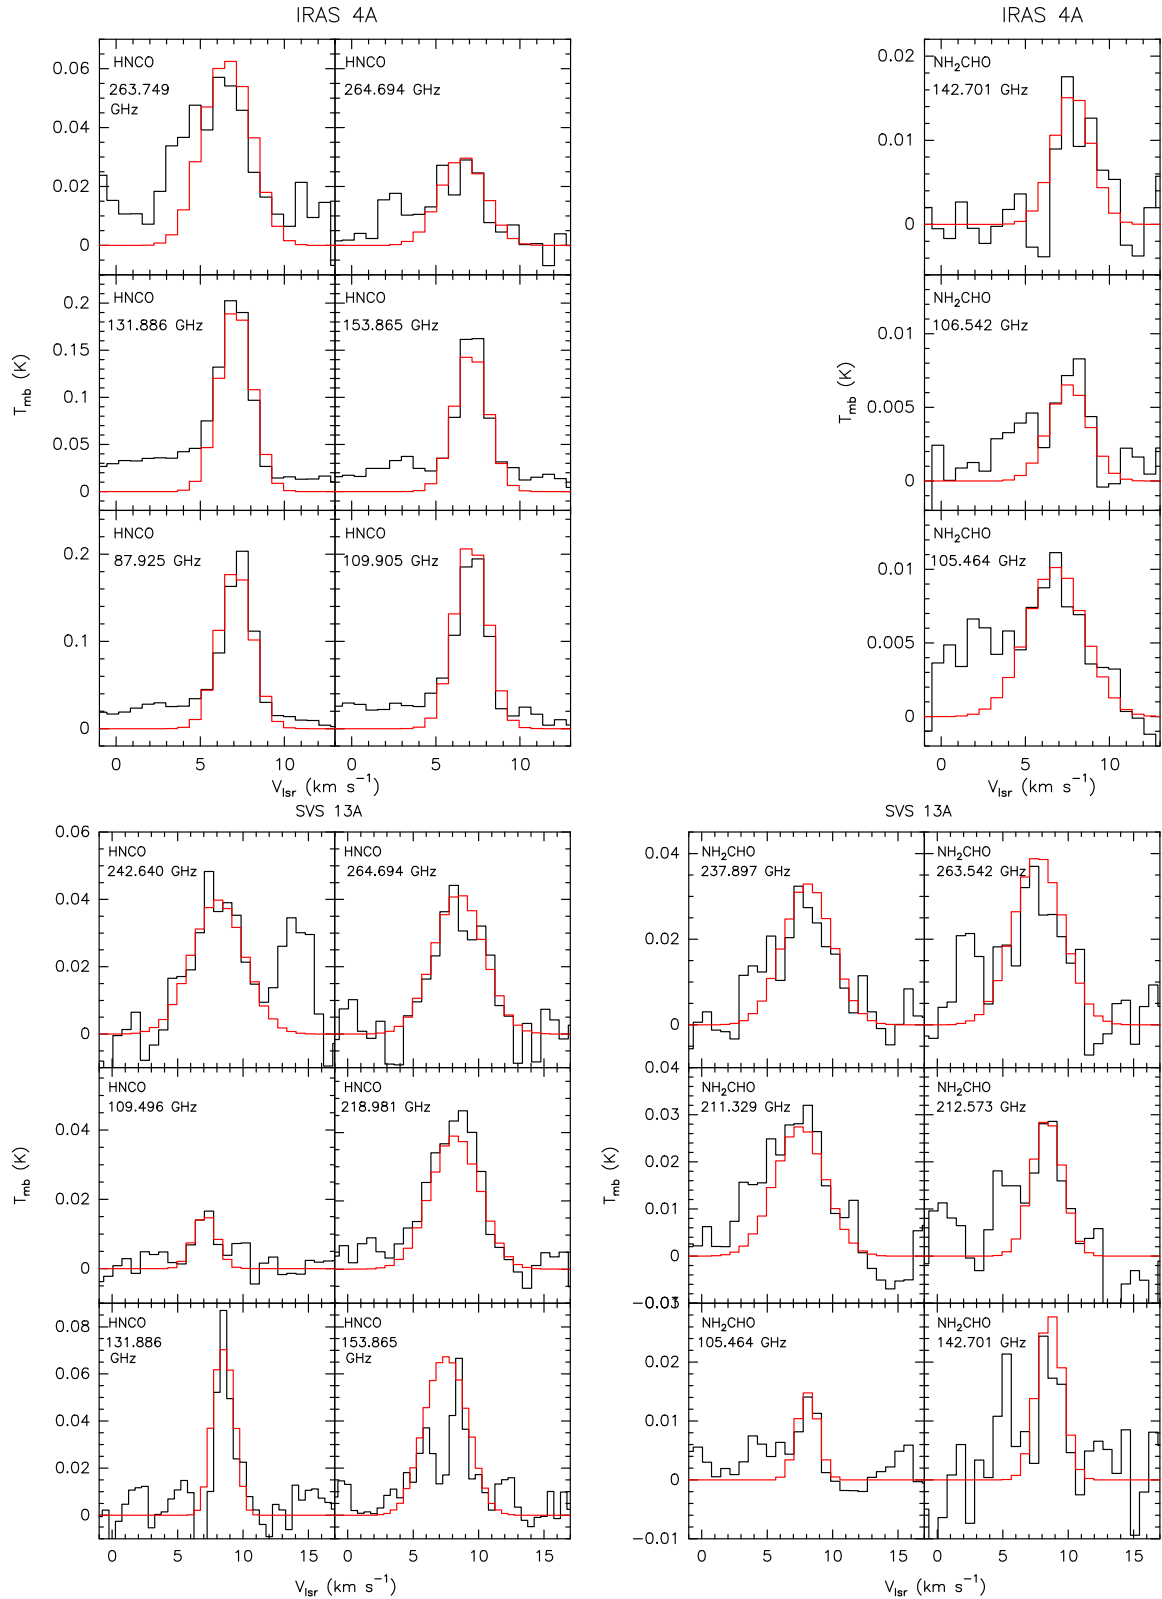 IRAS 4A
HNCO
263.749
GHz
HNCO
264.694 GHz
0.06
0.04
0.02
0
HNCO
131.886 GHz
HNCO
153.865 GHz
0.2
0.15
0.1
0.05
0
T_mb (K)
HNCO
87.925 GHz
HNCO
109.905 GHz
0.2
0.1
0
0 5 10 0 5 10
V_lsr (km s⁻¹)
IRAS 4A
NH₂CHO
142.701 GHz
0.02
0.01
0
NH₂CHO
106.542 GHz
0.01
0.005
0
T_mb (K)
NH₂CHO
105.464 GHz
0.01
0.005
0
0 5 10
V_lsr (km s⁻¹)
SVS 13A
HNCO
242.640 GHz
HNCO
264.694 GHz
0.06
0.04
0.02
0
HNCO
109.496 GHz
HNCO
218.981 GHz
0.04
0.02
0
T_mb (K)
HNCO
131.886
GHz
HNCO
153.865
GHz
0.08
0.06
0.04
0.02
0
0 5 10 15 0 5 10 15
V_lsr (km s⁻¹)
SVS 13A
NH₂CHO
237.897 GHz
NH₂CHO
263.542 GHz
0.04
0.02
0
0.04
NH₂CHO
211.329 GHz
NH₂CHO
212.573 GHz
0.03
0.02
0.01
0
T_mb (K)
NH₂CHO
105.464 GHz
NH₂CHO
142.701 GHz
0.02
0.01
0
−0.01
0 5 10 15 0 5 10 15
V_lsr (km s⁻¹)